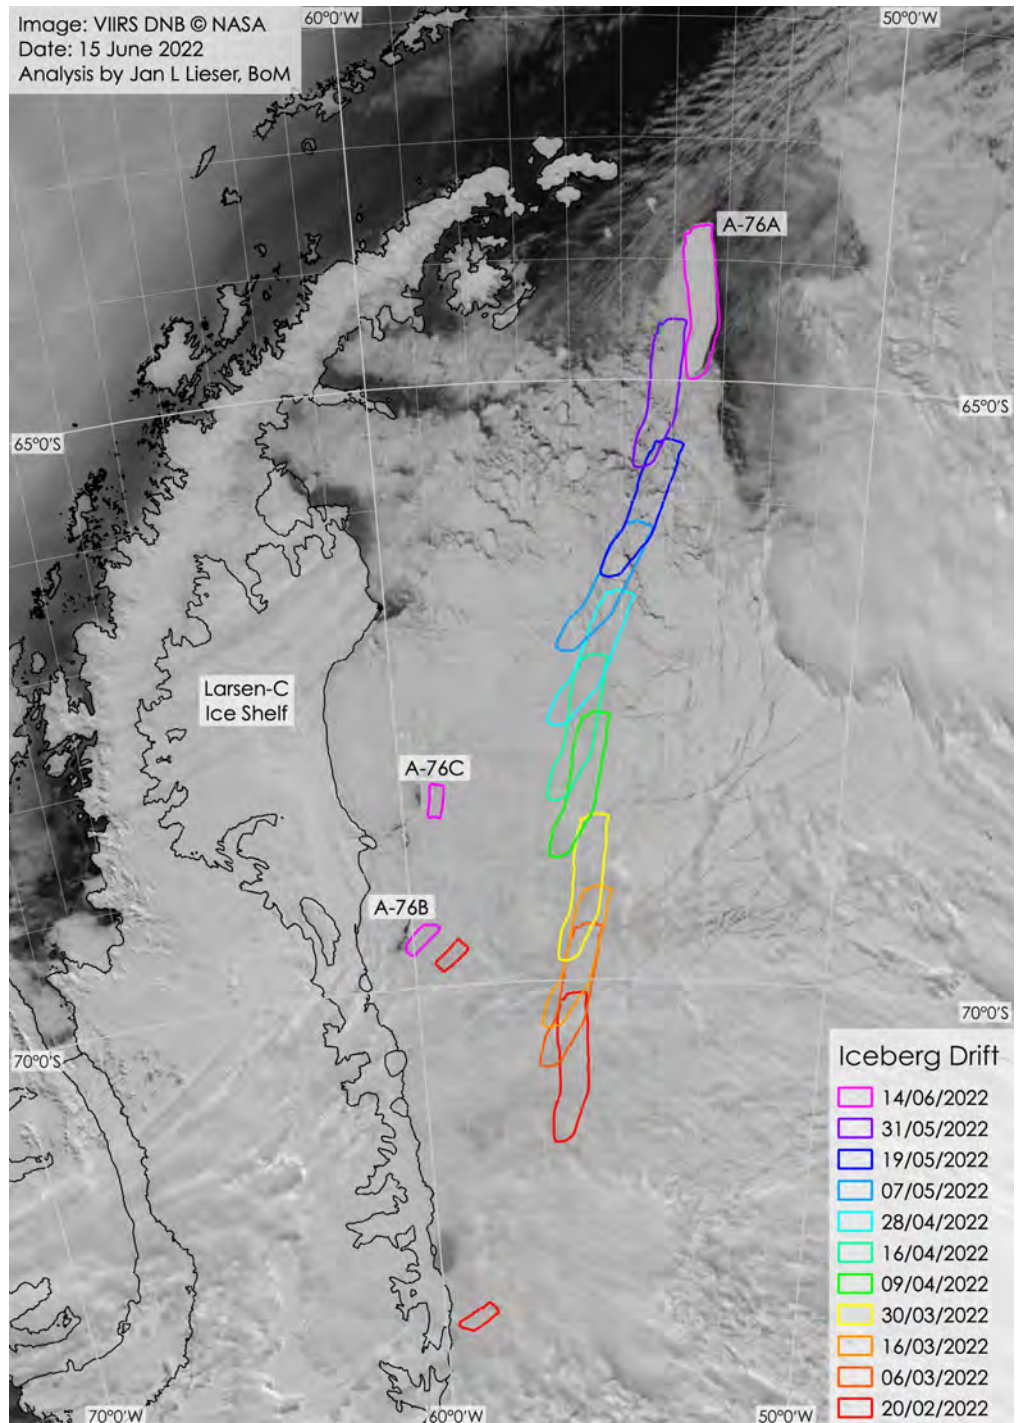 Image: VIIRS DNB © NASA
Date: 15 June 2022
Analysis by Jan L Lieser, BoM
60°0'W
50°0'W
A-76A
65°0'S
65°0'S
Larsen-C
Ice Shelf
A-76C
A-76B
70°0'S
70°0'S
Iceberg Drift
14/06/2022
31/05/2022
19/05/2022
07/05/2022
28/04/2022
16/04/2022
09/04/2022
30/03/2022
16/03/2022
06/03/2022
20/02/2022
70°0'W
60°0'W
50°0'W